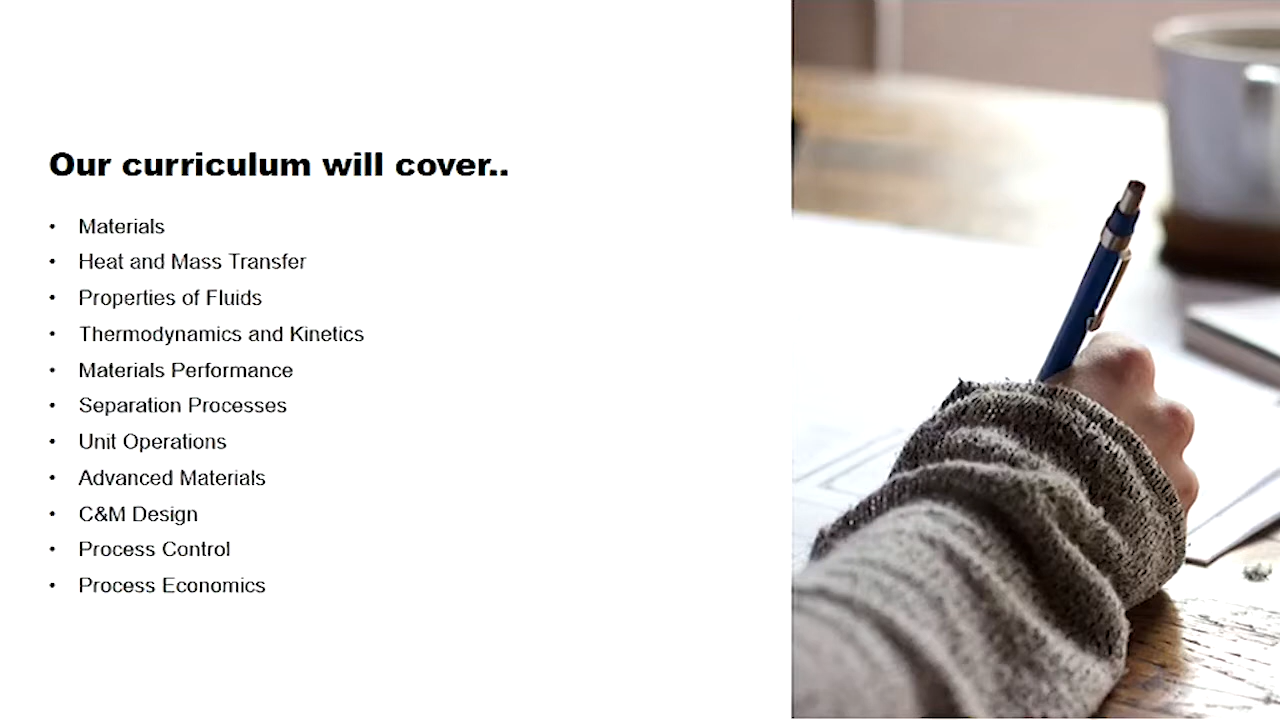 Our curriculum will cover..
• Materials
• Heat and Mass Transfer
• Properties of Fluids
• Thermodynamics and Kinetics
• Materials Performance
• Separation Processes
• Unit Operations
• Advanced Materials
• C&M Design
• Process Control
• Process Economics